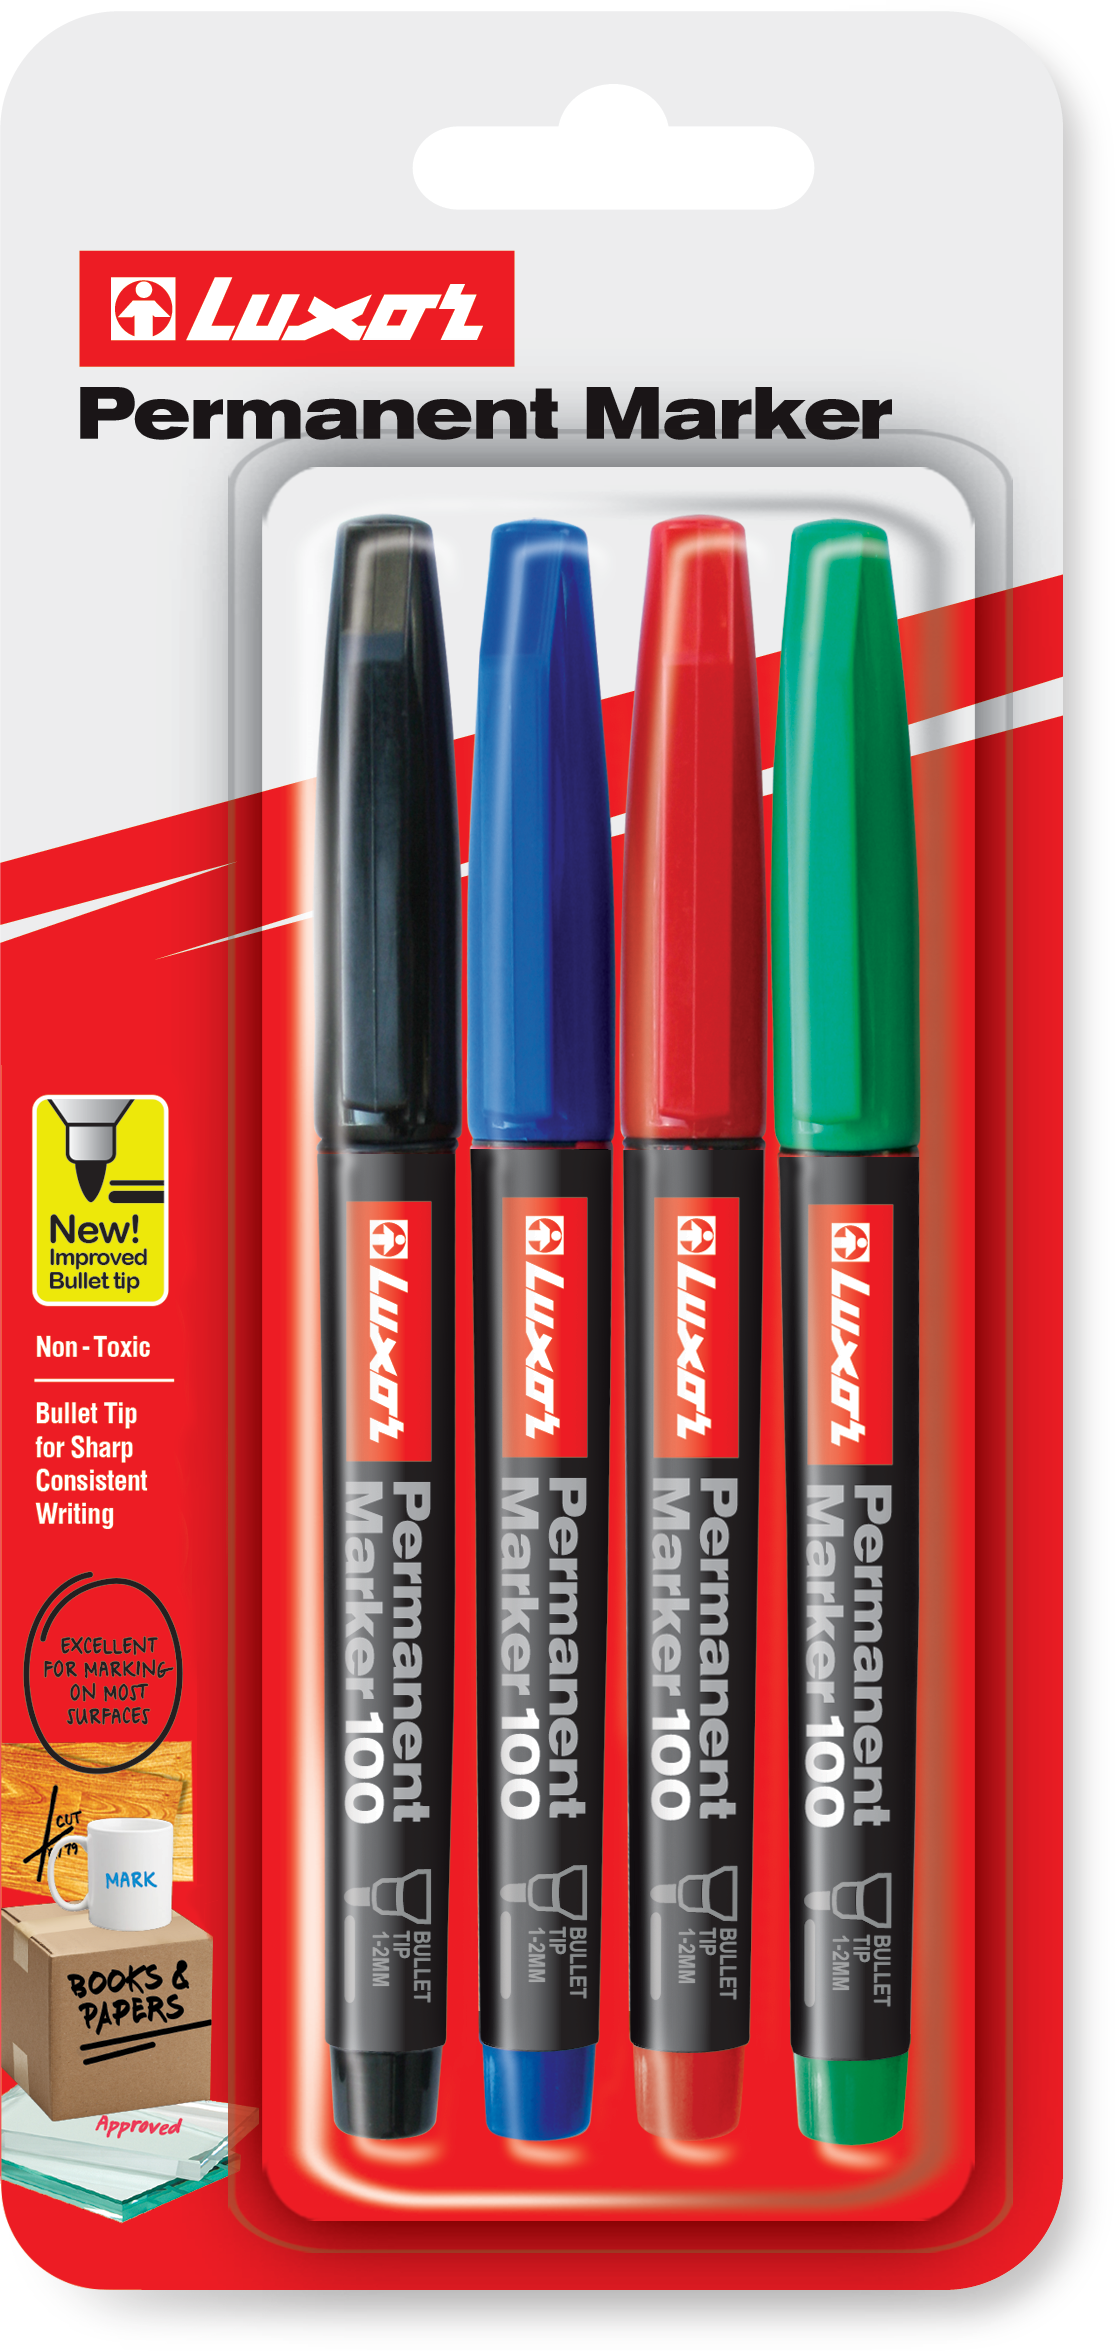 Luxor
Permanent Marker
New!
Improved
Bullet tip
Non-Toxic
Bullet Tip
for Sharp
Consistent
Writing
EXCELLENT
FOR MARKING
ON MOST
SURFACES
CUT
79
MARK
BOOKS &
PAPERS
Approved
Luxor
Permanent
Marker 100
BULLET
TIP
1-2MM
Luxor
Permanent
Marker 100
BULLET
TIP
1-2MM
Luxor
Permanent
Marker 100
BULLET
TIP
1-2MM
Luxor
Permanent
Marker 100
BULLET
TIP
1-2MM